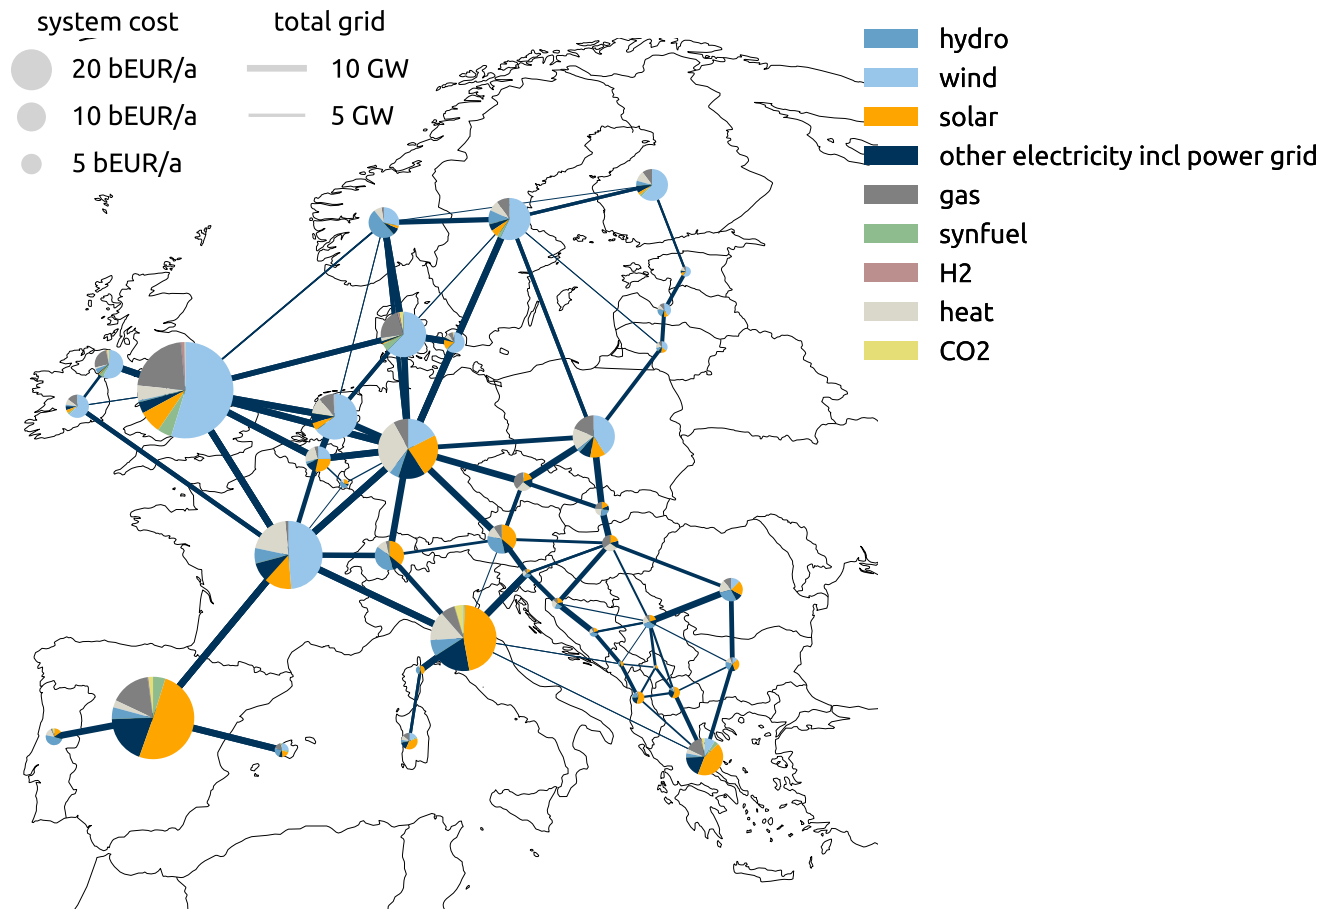 system cost
20 bEUR/a
10 bEUR/a
5 bEUR/a
total grid
10 GW
5 GW
hydro
wind
solar
other electricity incl power grid
gas
synfuel
H2
heat
CO2